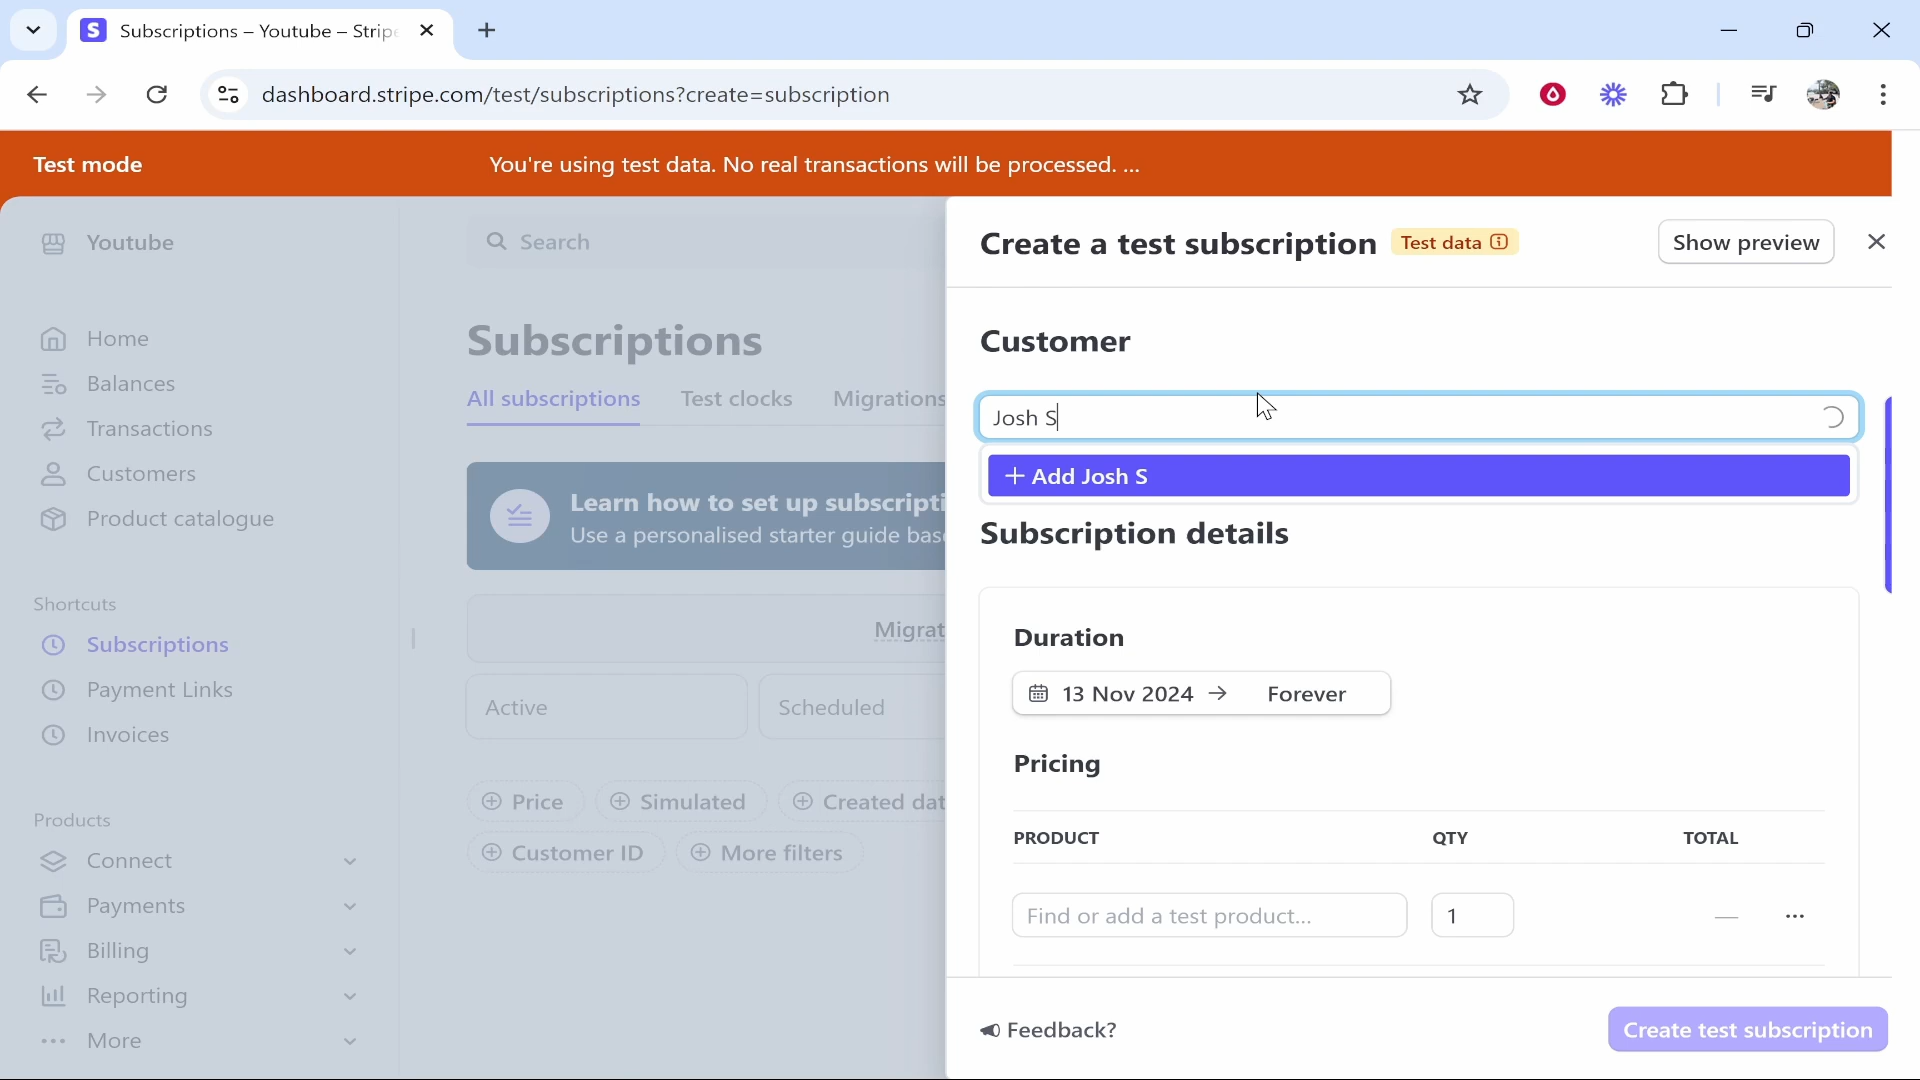 Subscriptions – Youtube – Stripe
dashboard.stripe.com/test/subscriptions?create=subscription
Test mode
You're using test data. No real transactions will be processed. ...
Youtube
Home
Balances
Transactions
Customers
Product catalogue
Shortcuts
Subscriptions
Payment Links
Invoices
Products
Connect
Payments
Billing
Reporting
More
Search
Subscriptions
All subscriptions Test clocks Migrations
Learn how to set up subscripti
Use a personalised starter guide bas
Migrat
Active Scheduled
Price Simulated Created dat
Customer ID More filters
Create a test subscription Test data Show preview
Customer
Josh S
+ Add Josh S
Subscription details
Duration
13 Nov 2024 → Forever
Pricing
PRODUCT QTY TOTAL
Find or add a test product... 1 —
Feedback? Create test subscription